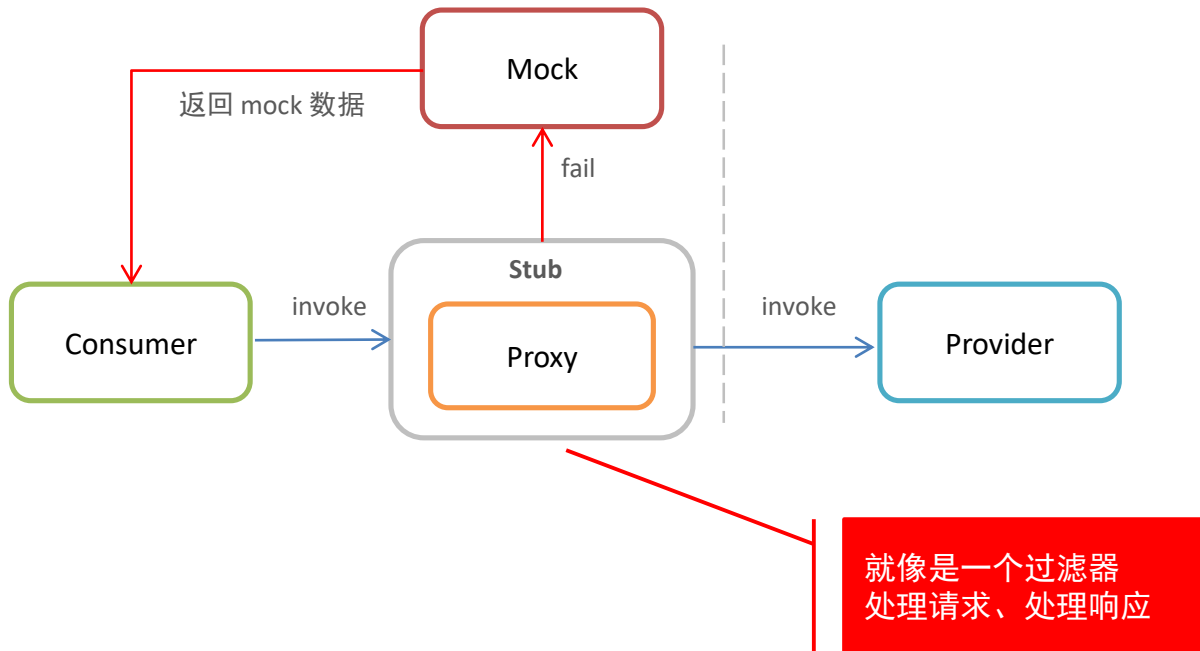 Mock
返回 mock 数据
fail
Stub
Consumer
invoke
Proxy
invoke
Provider
就像是一个过滤器
处理请求、处理响应